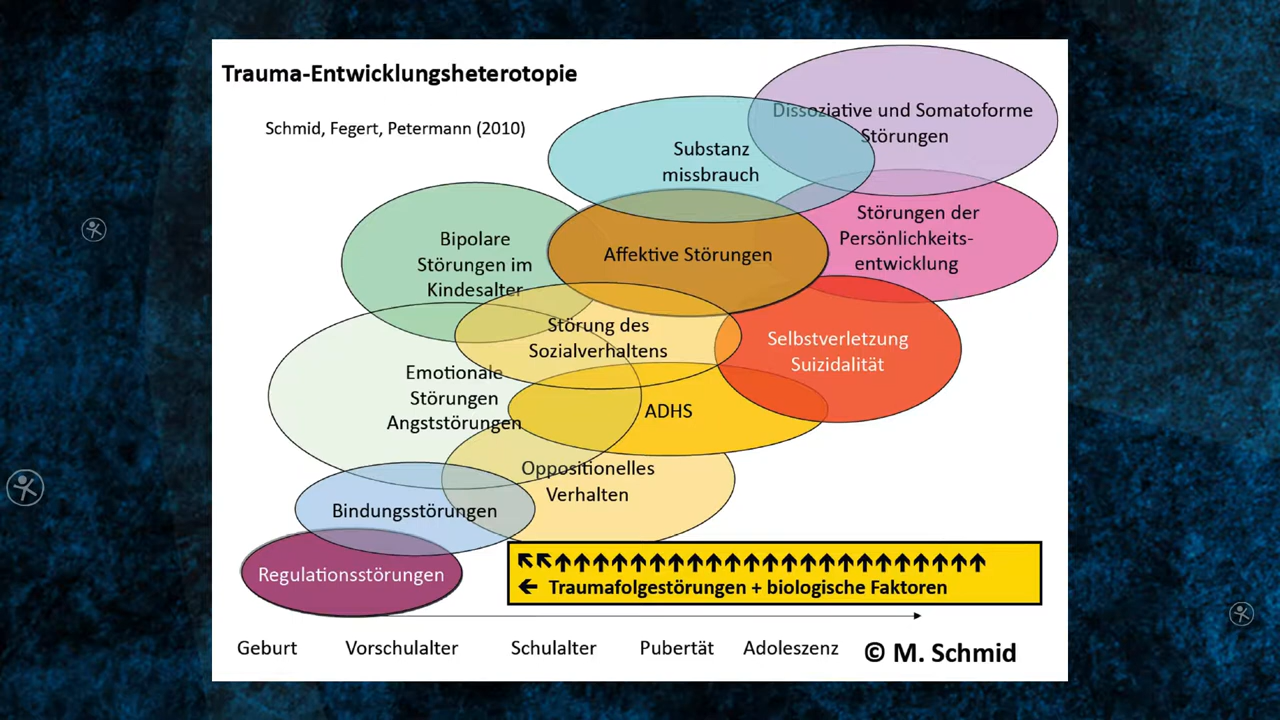 Trauma-Entwicklungsheterotopie
Schmid, Fegert, Petermann (2010)
Dissoziative und Somatoforme
Störungen
Substanz
missbrauch
Störungen der
Persönlichkeits-
entwicklung
Bipolare
Störungen im
Kindesalter
Affektive Störungen
Störung des
Sozialverhaltens
Selbstverletzung
Suizidalität
Emotionale
Störungen
Angststörungen
ADHS
Oppositionelles
Verhalten
Bindungsstörungen
Regulationsstörungen
Traumafolgestörungen + biologische Faktoren
Geburt Vorschulalter Schulalter Pubertät Adoleszenz
© M. Schmid